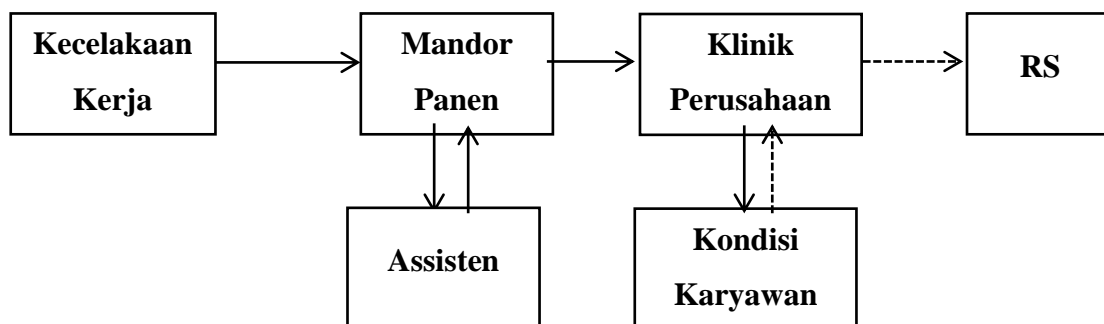 Kecelakaan
Kerja
Mandor
Panen
Klinik
Perusahaan
RS
Assisten
Kondisi
Karyawan